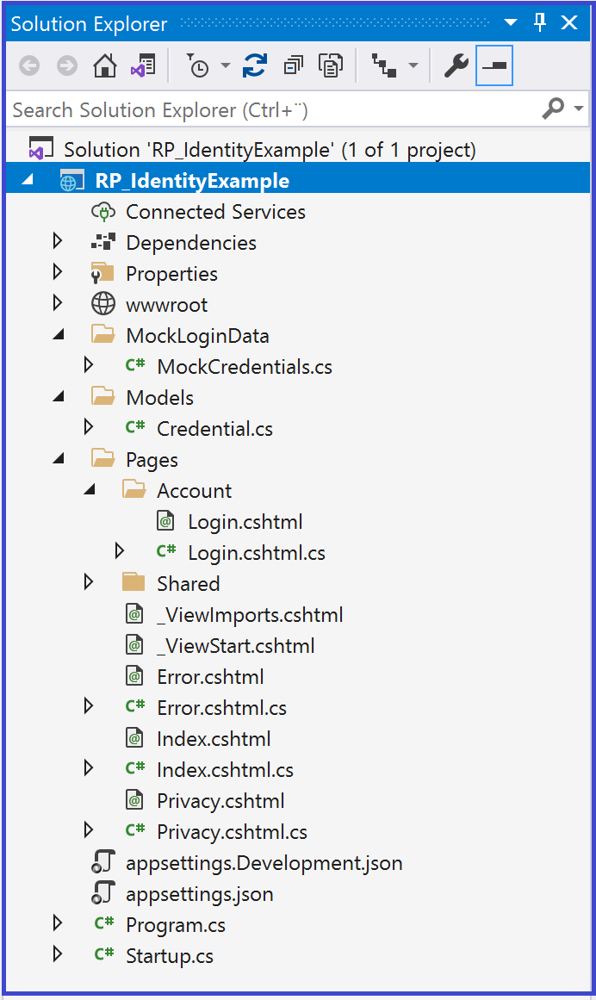 Solution Explorer
Search Solution Explorer (Ctrl+¨)
Solution 'RP_IdentityExample' (1 of 1 project)
RP_IdentityExample
Connected Services
Dependencies
Properties
wwwroot
MockLoginData
C# MockCredentials.cs
Models
C# Credential.cs
Pages
Account
@ Login.cshtml
C# Login.cshtml.cs
Shared
@ _ViewImports.cshtml
@ _ViewStart.cshtml
@ Error.cshtml
C# Error.cshtml.cs
@ Index.cshtml
C# Index.cshtml.cs
@ Privacy.cshtml
C# Privacy.cshtml.cs
appsettings.Development.json
appsettings.json
C# Program.cs
C# Startup.cs